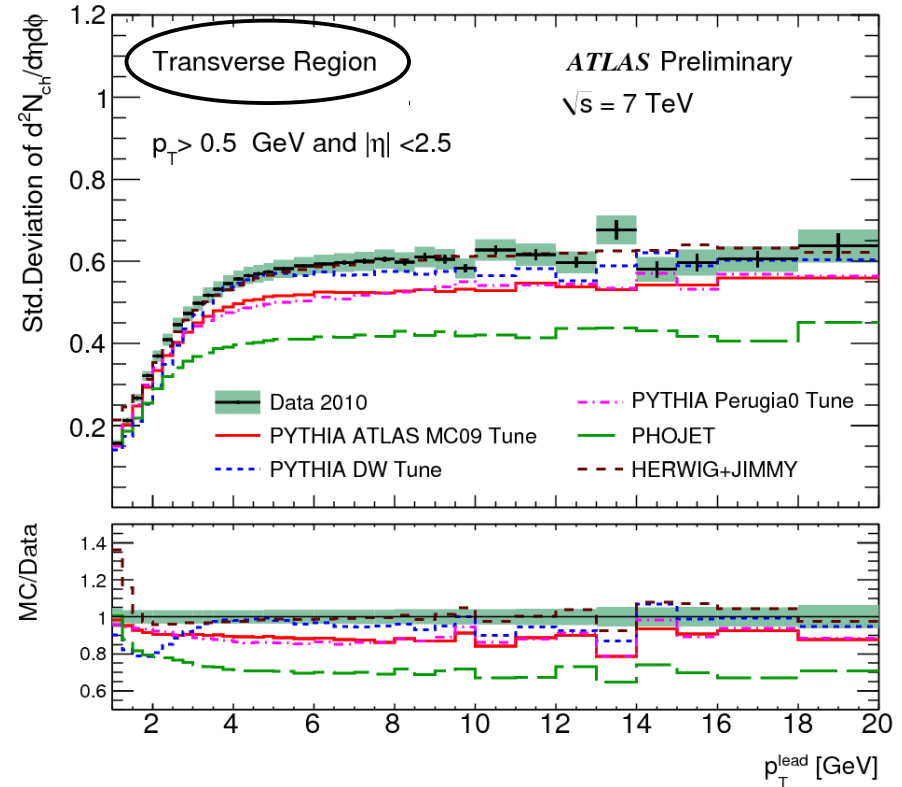 Std.Deviation of d²N_ch/dηdϕ
1.2
1
0.8
0.6
0.4
0.2
Transverse Region
ATLAS Preliminary
√s = 7 TeV
p_T> 0.5 GeV and |η| <2.5
Data 2010
PYTHIA ATLAS MC09 Tune
PYTHIA DW Tune
PYTHIA Perugia0 Tune
PHOJET
HERWIG+JIMMY
MC/Data
1.4
1.2
1
0.8
0.6
2 4 6 8 10 12 14 16 18 20
p_T^lead [GeV]